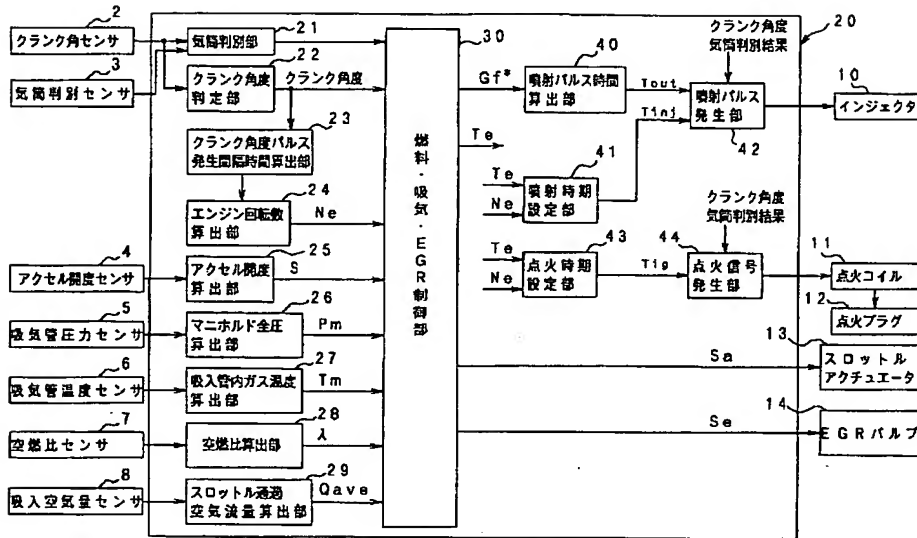 2
クランク角センサ
3
気筒判別センサ
4
アクセル開度センサ
5
吸気管圧力センサ
6
吸気管温度センサ
7
空燃比センサ
8
吸入空気量センサ
21
気筒判別部
22
クランク角度
判定部
クランク角度
23
クランク角度パルス
発生間隔時間算出部
24
エンジン回転数
算出部
Ne
25
アクセル開度
算出部
S
26
マニホルド全圧
算出部
Pm
27
吸入管内ガス温度
算出部
Tm
28
空燃比算出部
λ
29
スロットル通過
空気流量算出部
Qave
30
燃料・吸気・EGR制御部
Gf*
Te
40
噴射パルス時間
算出部
Tout
Te
Ne
41
噴射時期
設定部
Tinj
クランク角度
気筒判別結果
噴射パルス
発生部
42
Te
Ne
43
点火時期
設定部
Tig
クランク角度
気筒判別結果
44
点火信号
発生部
Sa
Se
20
10
インジェクタ
11
点火コイル
12
点火プラグ
13
スロットル
アクチュエータ
14
EGRバルブ